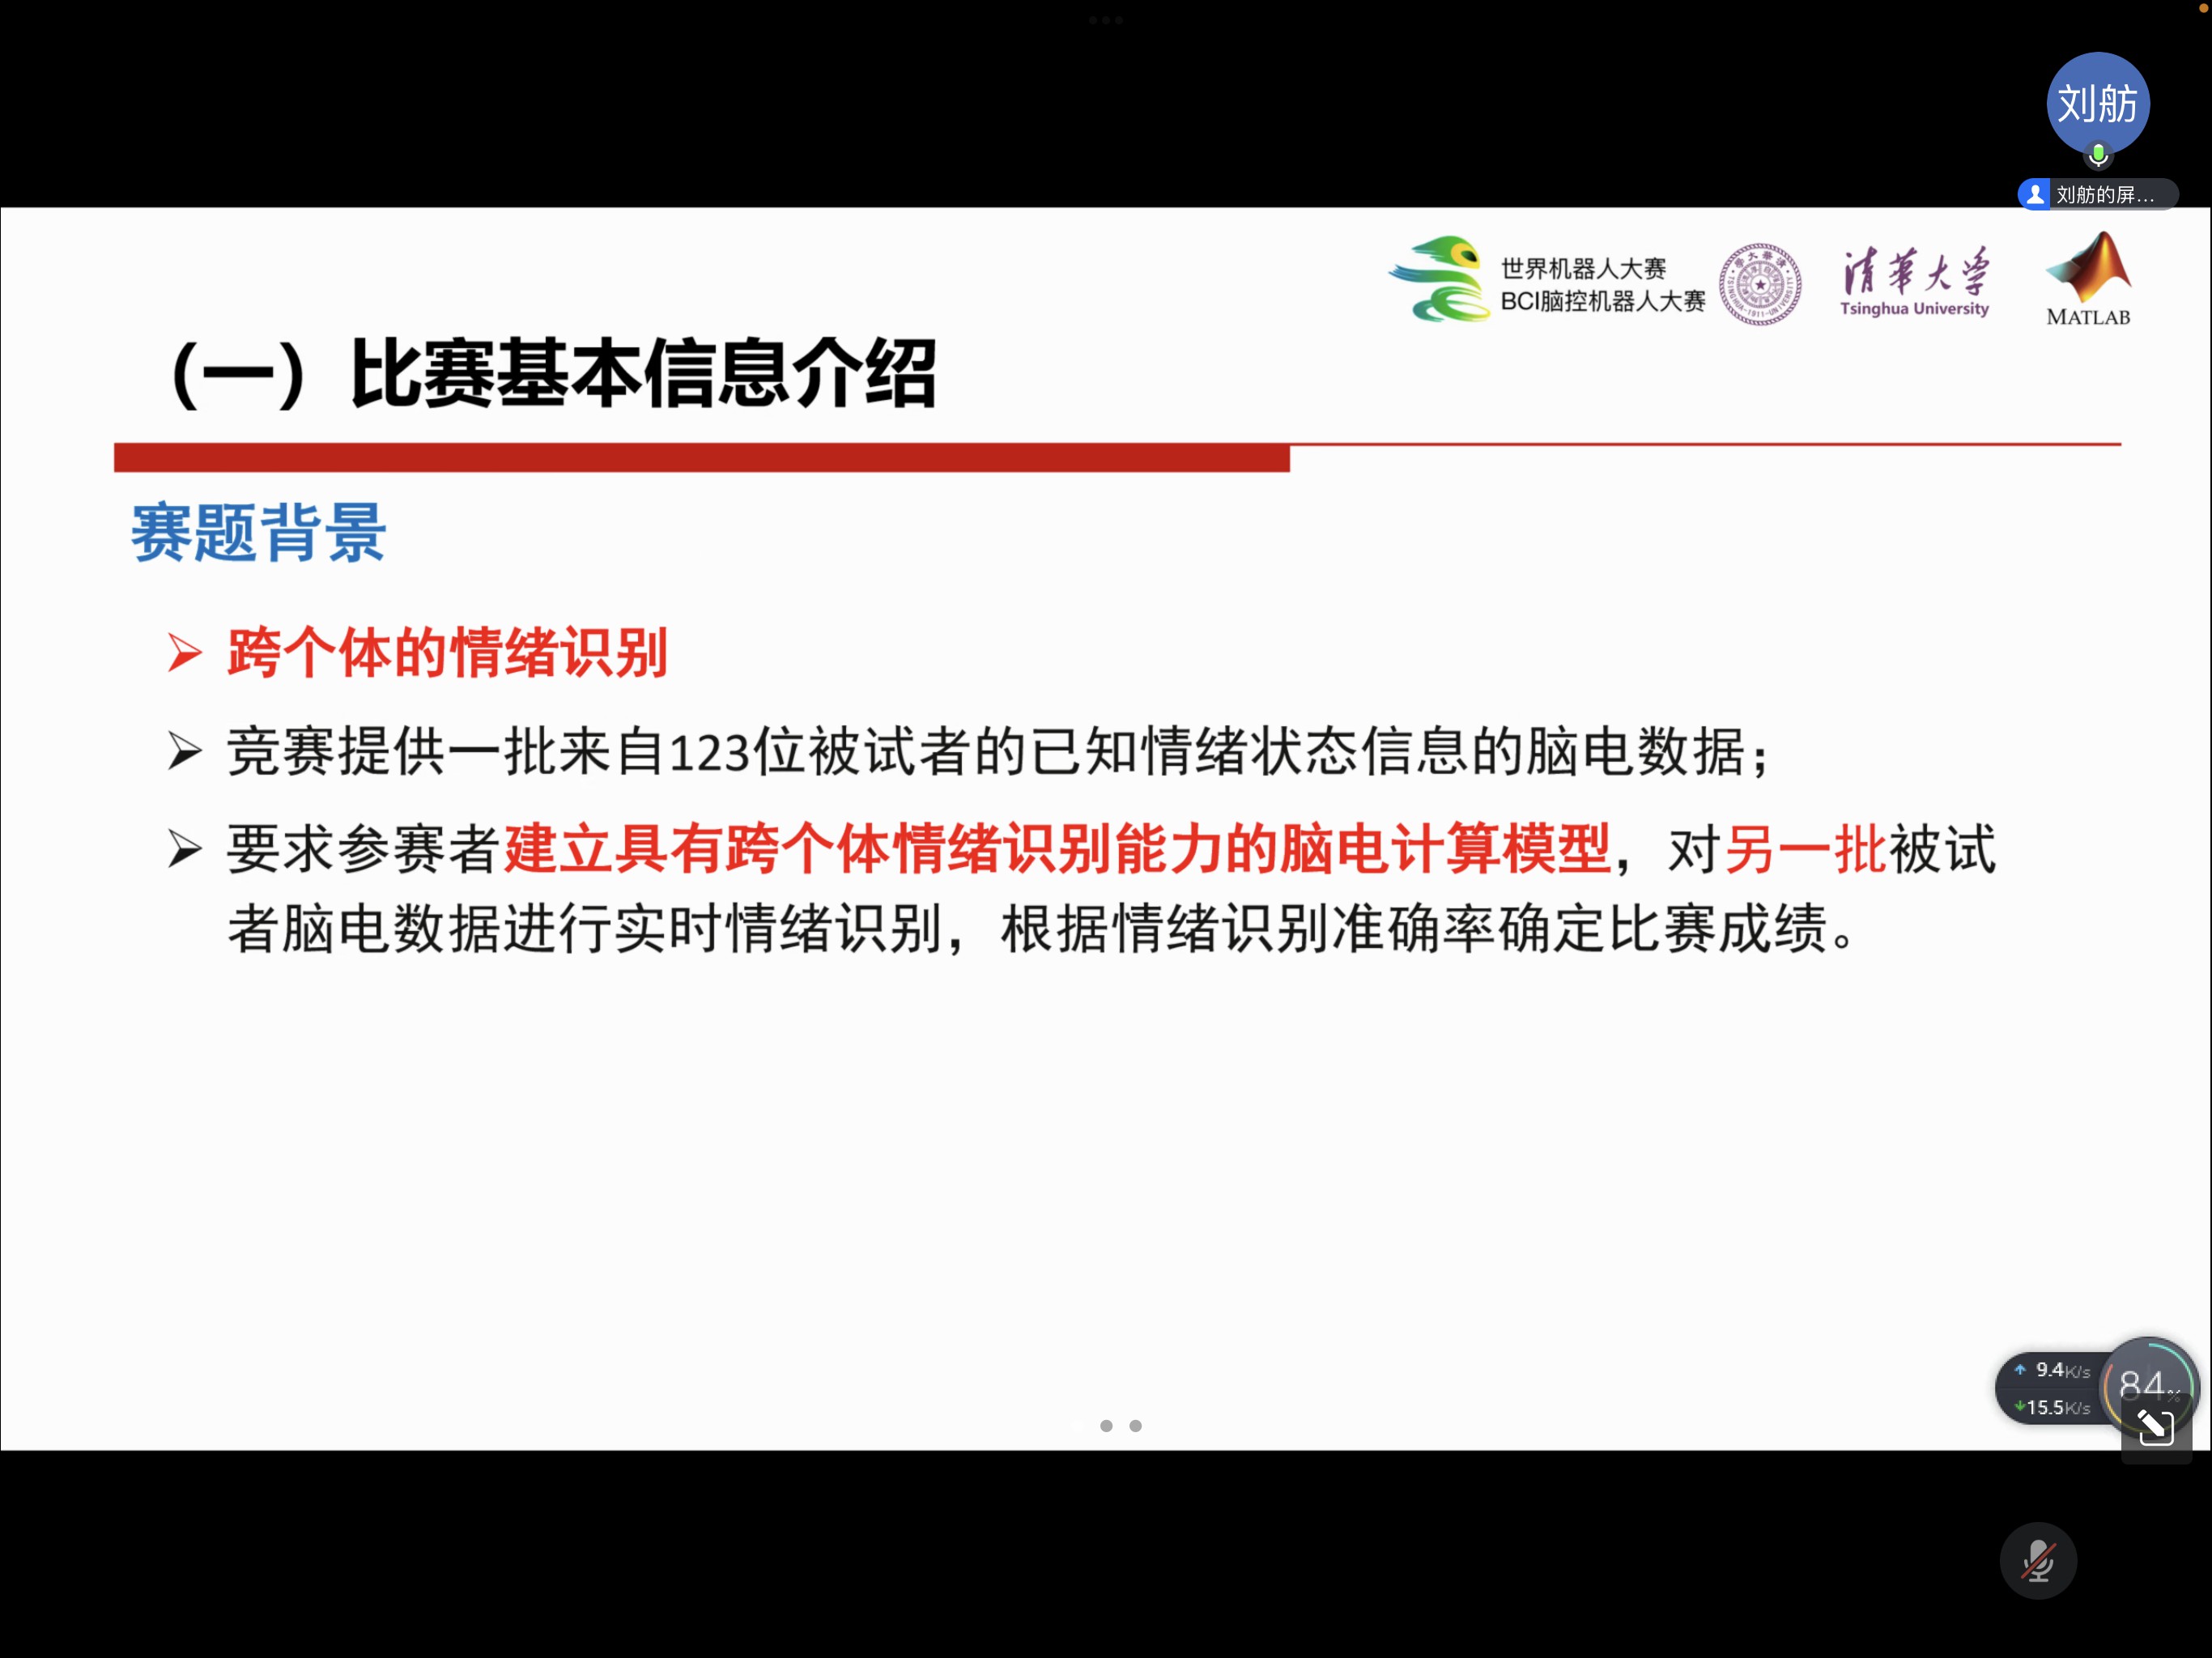 刘舫
刘舫的屏...
世界机器人大赛
BCI脑控机器人大赛
清华大学
Tsinghua University
MATLAB
（一）比赛基本信息介绍
赛题背景
跨个体的情绪识别
竞赛提供一批来自123位被试者的已知情绪状态信息的脑电数据；
要求参赛者建立具有跨个体情绪识别能力的脑电计算模型，对另一批被试
者脑电数据进行实时情绪识别，根据情绪识别准确率确定比赛成绩。
9.4K/s
15.5K/s
84%